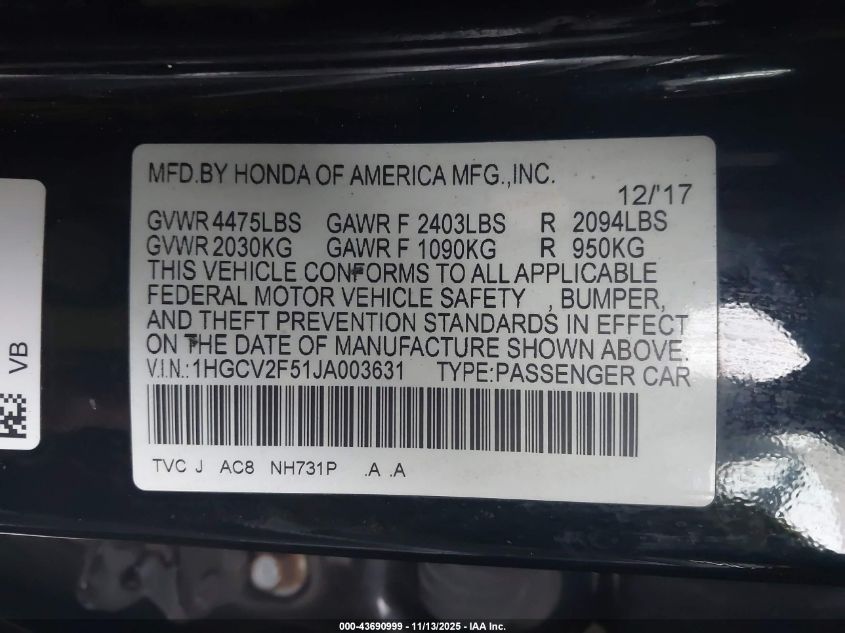 MFD.BY HONDA OF AMERICA MFG.,INC.
12/'17
GVWR 4475LBS GAWR F 2403LBS R 2094LBS
GVWR 2030KG GAWR F 1090KG R 950KG
THIS VEHICLE CONFORMS TO ALL APPLICABLE
FEDERAL MOTOR VEHICLE SAFETY , BUMPER,
AND THEFT PREVENTION STANDARDS IN EFFECT
ON THE DATE OF MANUFACTURE SHOWN ABOVE.
V.I.N.:1HGCV2F51JA003631 TYPE:PASSENGER CAR
TVC J AC8 NH731P .A .A
VB
000-43690999 - 11/13/2025 - IAA Inc.